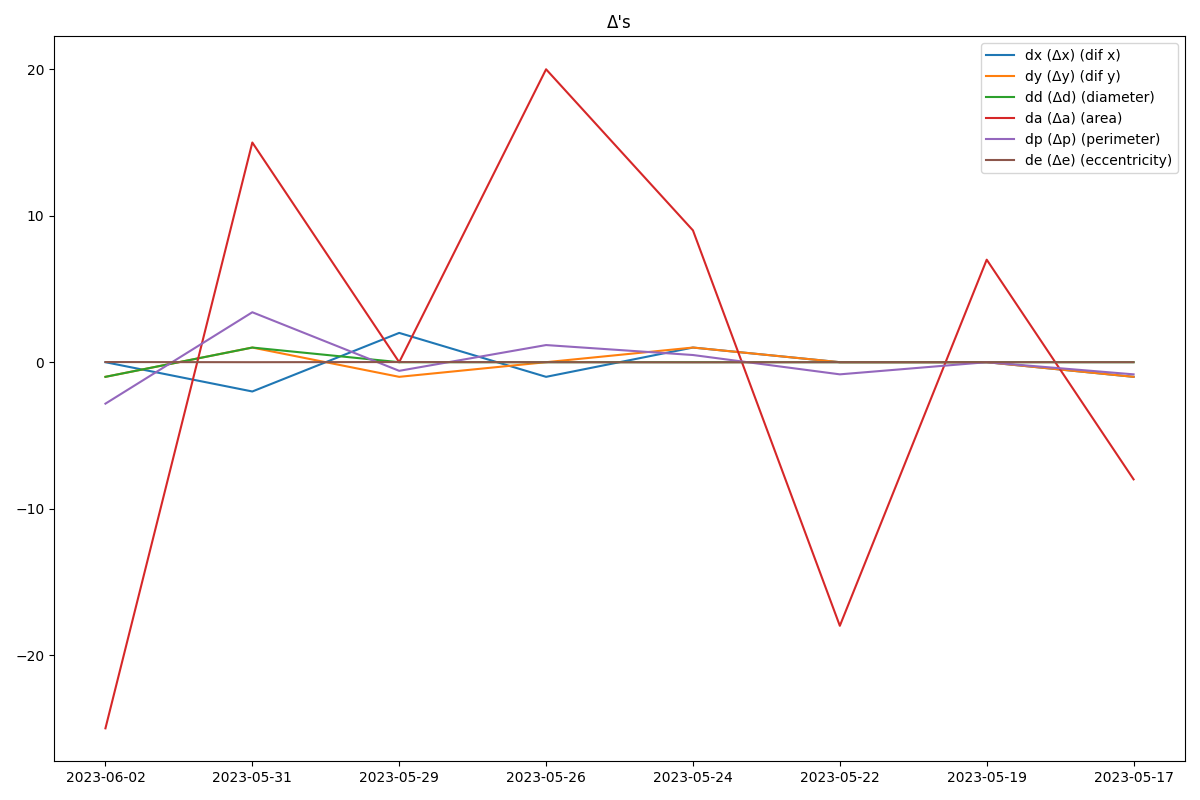 Δ's
dx (Δx) (dif x)
dy (Δy) (dif y)
dd (Δd) (diameter)
da (Δa) (area)
dp (Δp) (perimeter)
de (Δe) (eccentricity)
20
10
0
−10
−20
2023-06-02 2023-05-31 2023-05-29 2023-05-26 2023-05-24 2023-05-22 2023-05-19 2023-05-17